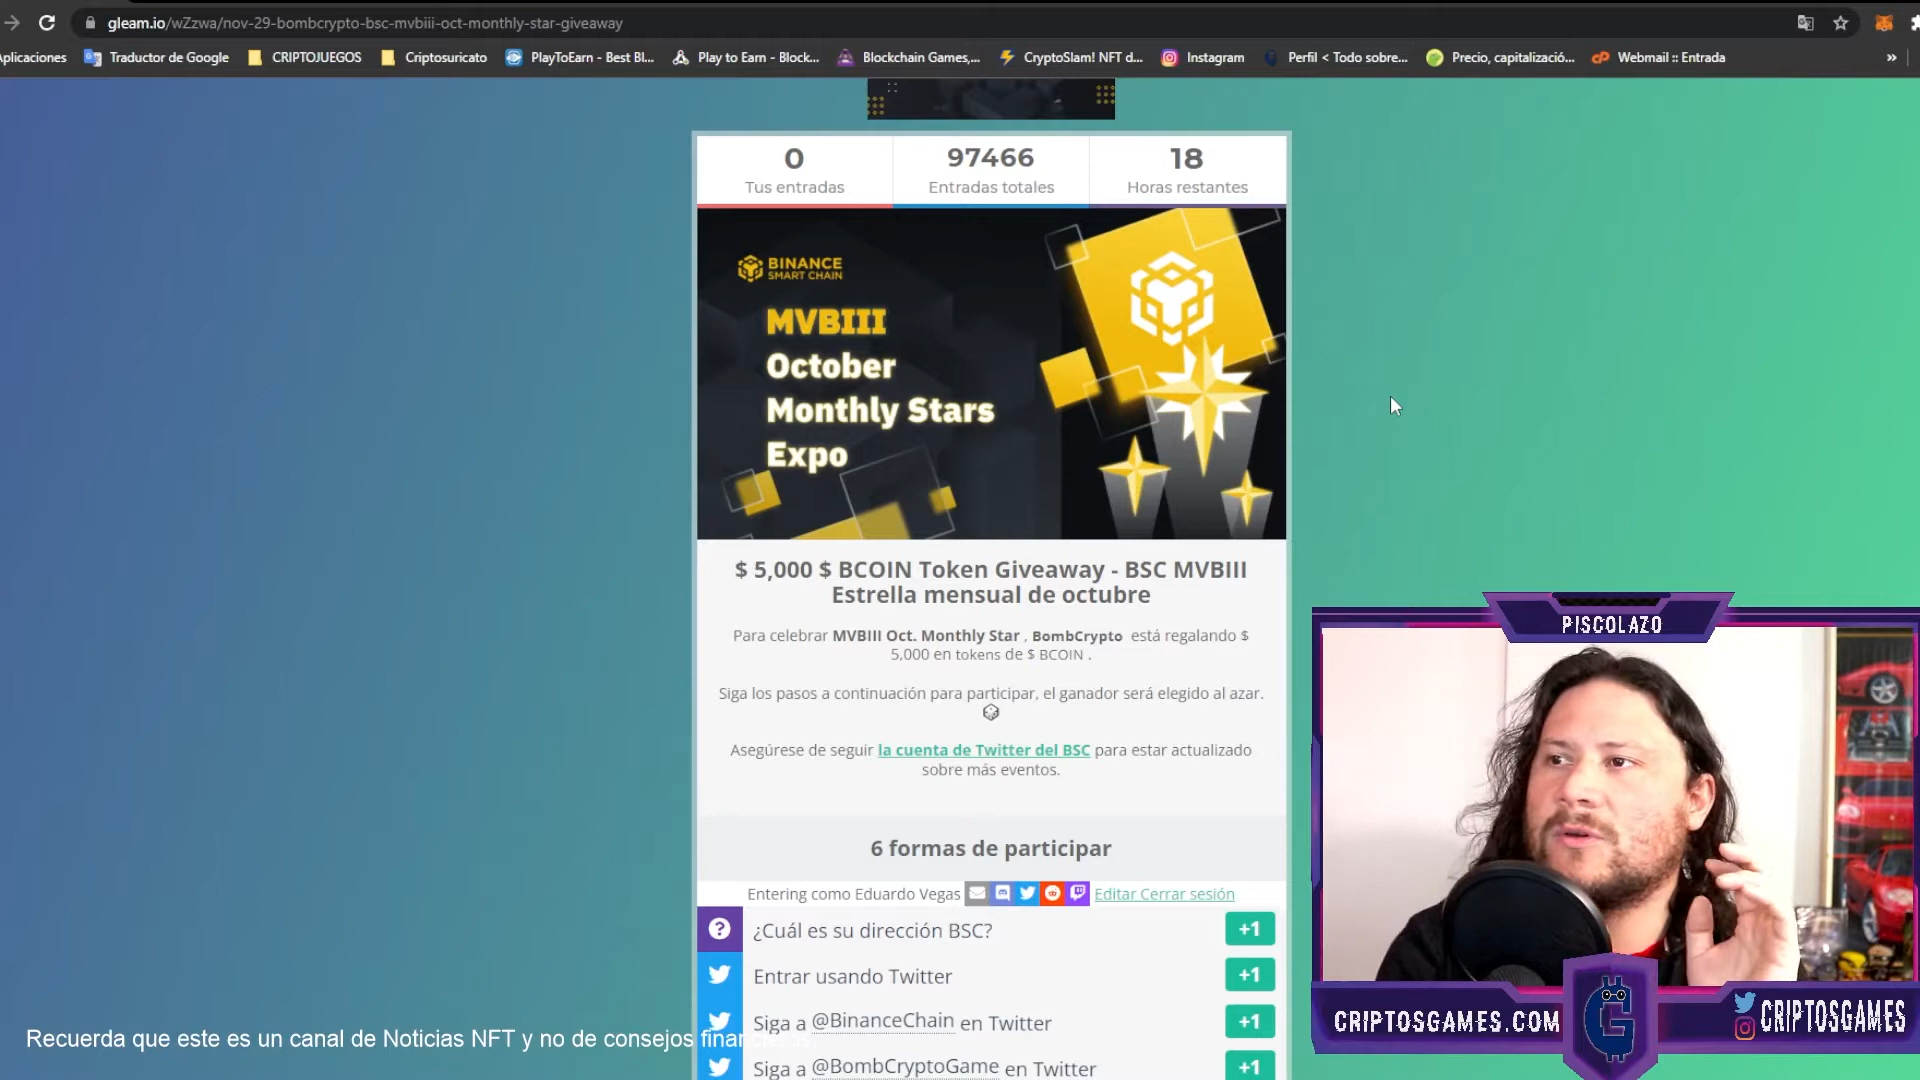 gleam.io/wZzwa/nov-29-bombcrypto-bsc-mvbiii-oct-monthly-star-giveaway
plicaciones
Traductor de Google
CRIPTOJUEGOS
Criptosuricato
PlayToEarn - Best Bl...
Play to Earn - Block...
Blockchain Games,...
CryptoSlam! NFT d...
Instagram
Perfil < Todo sobre...
Precio, capitalizació...
Webmail :: Entrada
»
0
Tus entradas
97466
Entradas totales
18
Horas restantes
BINANCE
SMART CHAIN
MVBIII
October
Monthly Stars
Expo
$ 5,000 $ BCOIN Token Giveaway - BSC MVBIII
Estrella mensual de octubre
Para celebrar MVBIII Oct. Monthly Star , BombCrypto está regalando $
5,000 en tokens de $ BCOIN .
Siga los pasos a continuación para participar, el ganador será elegido al azar.
Asegúrese de seguir la cuenta de Twitter del BSC para estar actualizado
sobre más eventos.
6 formas de participar
Entering como Eduardo Vegas
Editar Cerrar sesión
¿Cuál es su dirección BSC?
+1
Entrar usando Twitter
+1
Siga a @BinanceChain en Twitter
+1
Siga a @BombCryptoGame en Twitter
+1
Recuerda que este es un canal de Noticias NFT y no de consejos
PISCOLAZO
CRIPTOSGAMES.COM
CRIPTOSGAMES